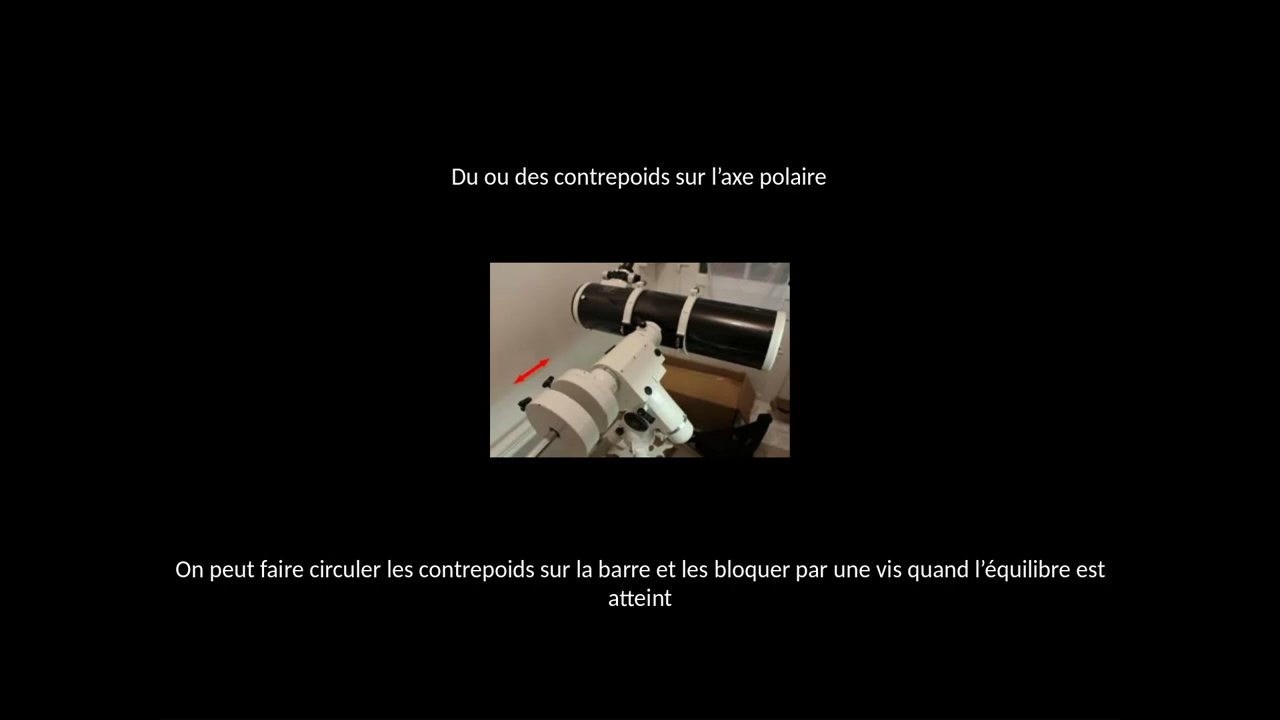 Du ou des contrepoids sur l’axe polaire
On peut faire circuler les contrepoids sur la barre et les bloquer par une vis quand l’équilibre est
atteint